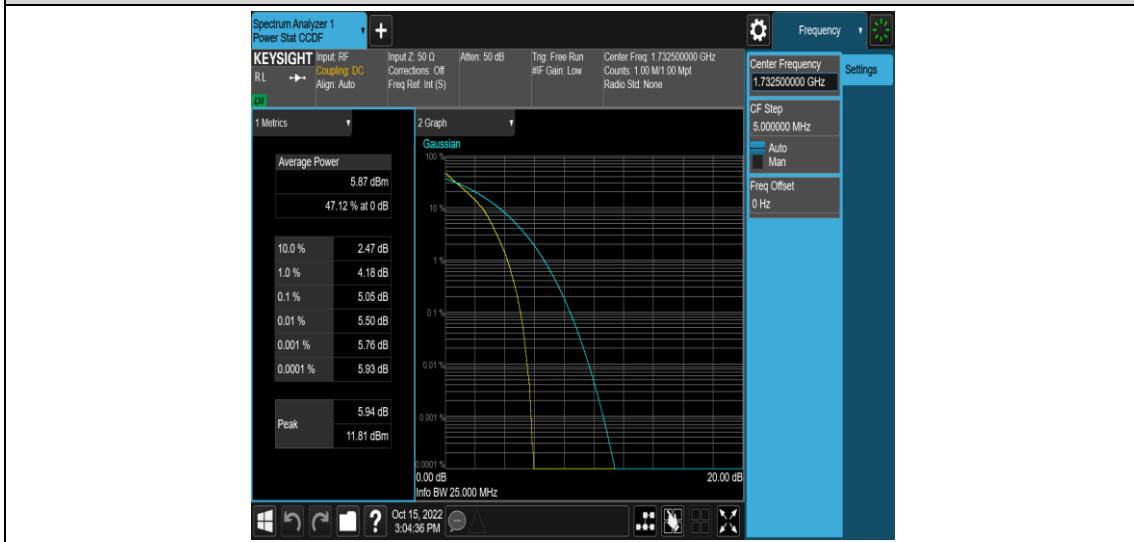 Spectrum Analyzer 1
Power Stat CCDF
+
Frequency
KEYSIGHT
RL
LXI
Input: RF
Coupling: DC
Align: Auto
Input Z: 50 Ω
Corrections: Off
Freq Ref: Int (S)
Atten: 50 dB
Trig: Free Run
#IF Gain: Low
Center Freq: 1.732500000 GHz
Counts: 1.00 M/1.00 Mpt
Radio Std: None
Center Frequency
1.732500000 GHz
Settings
CF Step
5.000000 MHz
Auto
Man
Freq Offset
0 Hz
1 Metrics
Average Power
5.87 dBm
47.12 % at 0 dB
10.0 % 2.47 dB
1.0 % 4.18 dB
0.1 % 5.05 dB
0.01 % 5.50 dB
0.001 % 5.76 dB
0.0001 % 5.93 dB
Peak
5.94 dB
11.81 dBm
2 Graph
Gaussian
100 %
10 %
1 %
0.1 %
0.01 %
0.001 %
0.0001 %
0.00 dB 20.00 dB
Info BW 25.000 MHz
?
Oct 15, 2022
3:04:36 PM